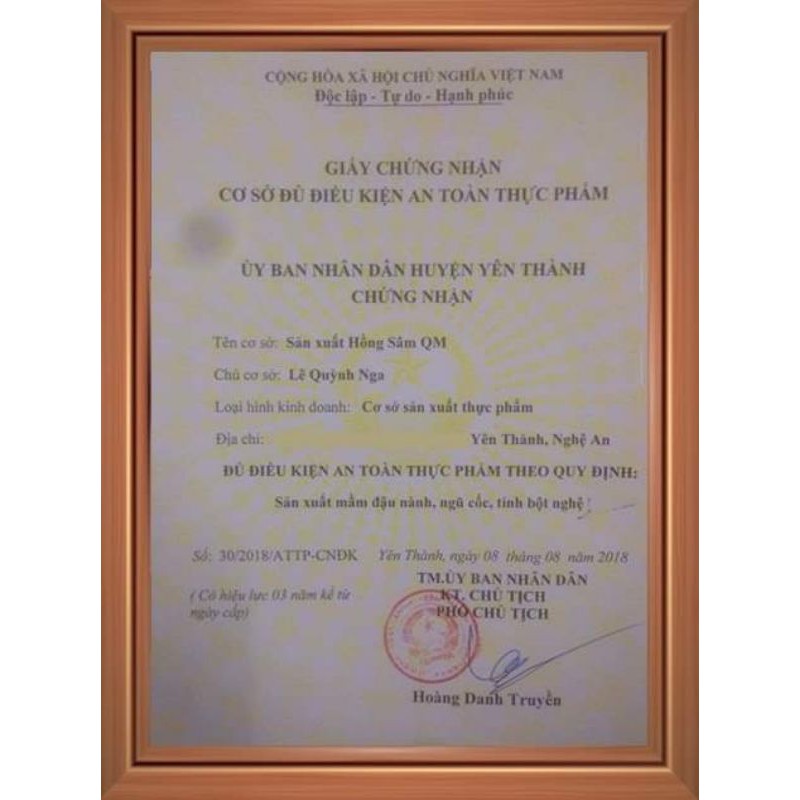 CỘNG HÒA XÃ HỘI CHỦ NGHĨA VIỆT NAM
Độc lập - Tự do - Hạnh phúc
GIẤY CHỨNG NHẬN
CƠ SỞ ĐỦ ĐIỀU KIỆN AN TOÀN THỰC PHẨM
ỦY BAN NHÂN DÂN HUYỆN YÊN THÀNH
CHỨNG NHẬN
Tên cơ sở: Sản xuất Hồng Sâm QM
Chủ cơ sở: Lê Quỳnh Nga
Loại hình kinh doanh: Cơ sở sản xuất thực phẩm
Địa chỉ: Yên Thành, Nghệ An
ĐỦ ĐIỀU KIỆN AN TOÀN THỰC PHẨM THEO QUY ĐỊNH:
Sản xuất mầm đậu nành, ngũ cốc, tinh bột nghệ
Số: 30/2018/ATTP-CNĐK Yên Thành, ngày 08 tháng 08 năm 2018
TM.ỦY BAN NHÂN DÂN
( Có hiệu lực 03 năm kể từ KT. CHỦ TỊCH
ngày cấp) PHÓ CHỦ TỊCH
Hoàng Danh Truyền